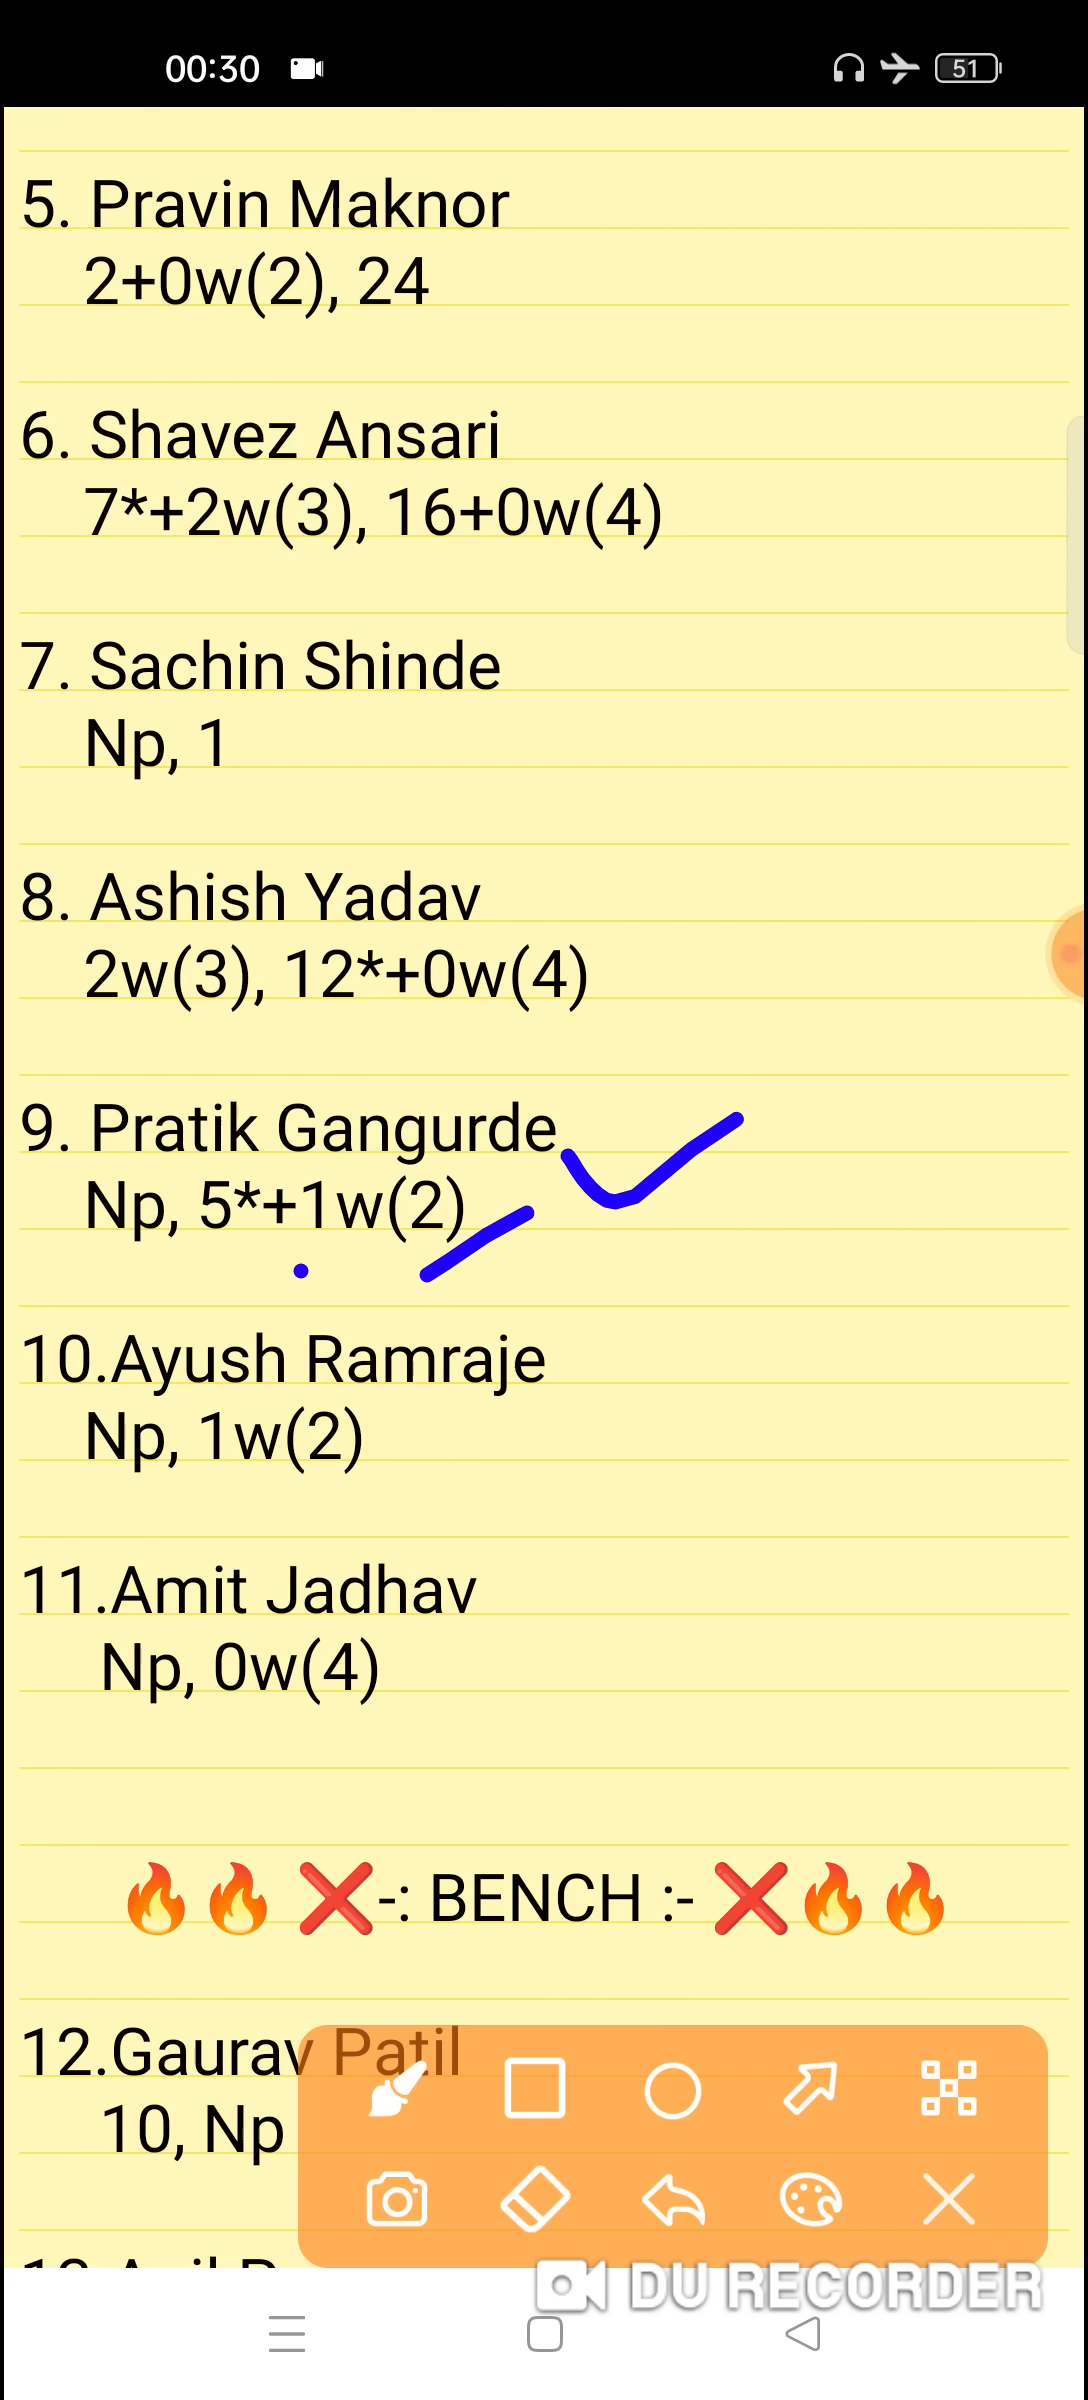 00:30
51
5. Pravin Maknor
2+0w(2), 24
6. Shavez Ansari
7*+2w(3), 16+0w(4)
7. Sachin Shinde
Np, 1
8. Ashish Yadav
2w(3), 12*+0w(4)
9. Pratik Gangurde
Np, 5*+1w(2)
10.Ayush Ramraje
Np, 1w(2)
11.Amit Jadhav
Np, 0w(4)
🔥🔥 ❌-: BENCH :- ❌🔥🔥
12.Gaurav Patil
10, Np
DU RECORDER